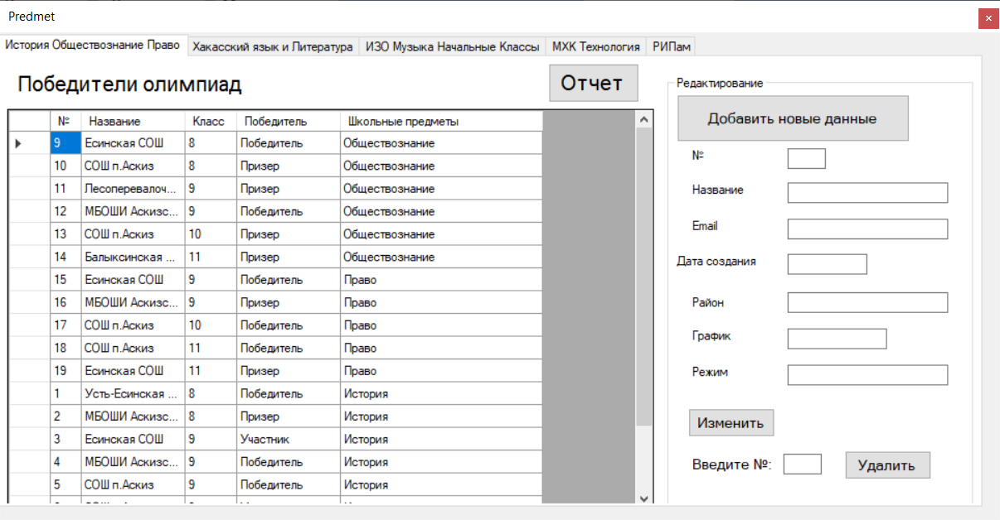 Predmet
История Обществознание Право Хакасский язык и Литература ИЗО Музыка Начальные Классы МХК Технология РИПам
Победители олимпиад
Отчет
№ Название Класс Победитель Школьные предметы
9 Есинская СОШ 8 Победитель Обществознание
10 СОШ п.Аскиз 8 Призер Обществознание
11 Лесоперевалоч... 9 Призер Обществознание
12 МБОШИ Аскизс... 9 Победитель Обществознание
13 СОШ п.Аскиз 10 Призер Обществознание
14 Балыксинская ... 11 Призер Обществознание
15 Есинская СОШ 9 Победитель Право
16 МБОШИ Аскизс... 9 Призер Право
17 СОШ п.Аскиз 10 Победитель Право
18 СОШ п.Аскиз 11 Победитель Право
19 Есинская СОШ 11 Призер Право
1 Усть-Есинская ... 8 Победитель История
2 МБОШИ Аскизс... 8 Призер История
3 Есинская СОШ 9 Участник История
4 МБОШИ Аскизс... 9 Победитель История
5 СОШ п.Аскиз 9 Победитель История
Редактирование
Добавить новые данные
№
Название
Email
Дата создания
Район
График
Режим
Изменить
Введите №:
Удалить